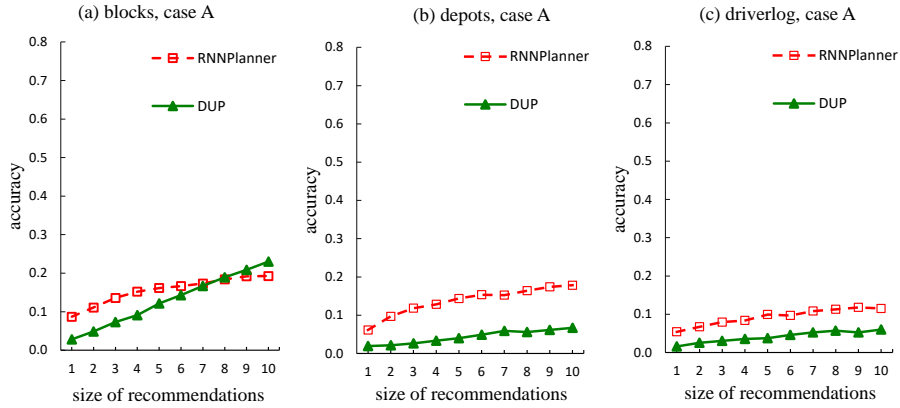 (a) blocks, case A
0.8
0.7
0.6
0.5
0.4
0.3
0.2
0.1
0.0
accuracy
RNNPlanner
DUP
1 2 3 4 5 6 7 8 9 10
size of recommendations
(b) depots, case A
0.8
0.7
0.6
0.5
0.4
0.3
0.2
0.1
0.0
accuracy
RNNPlanner
DUP
1 2 3 4 5 6 7 8 9 10
size of recommendations
(c) driverlog, case A
0.8
0.7
0.6
0.5
0.4
0.3
0.2
0.1
0.0
accuracy
RNNPlanner
DUP
1 2 3 4 5 6 7 8 9 10
size of recommendations